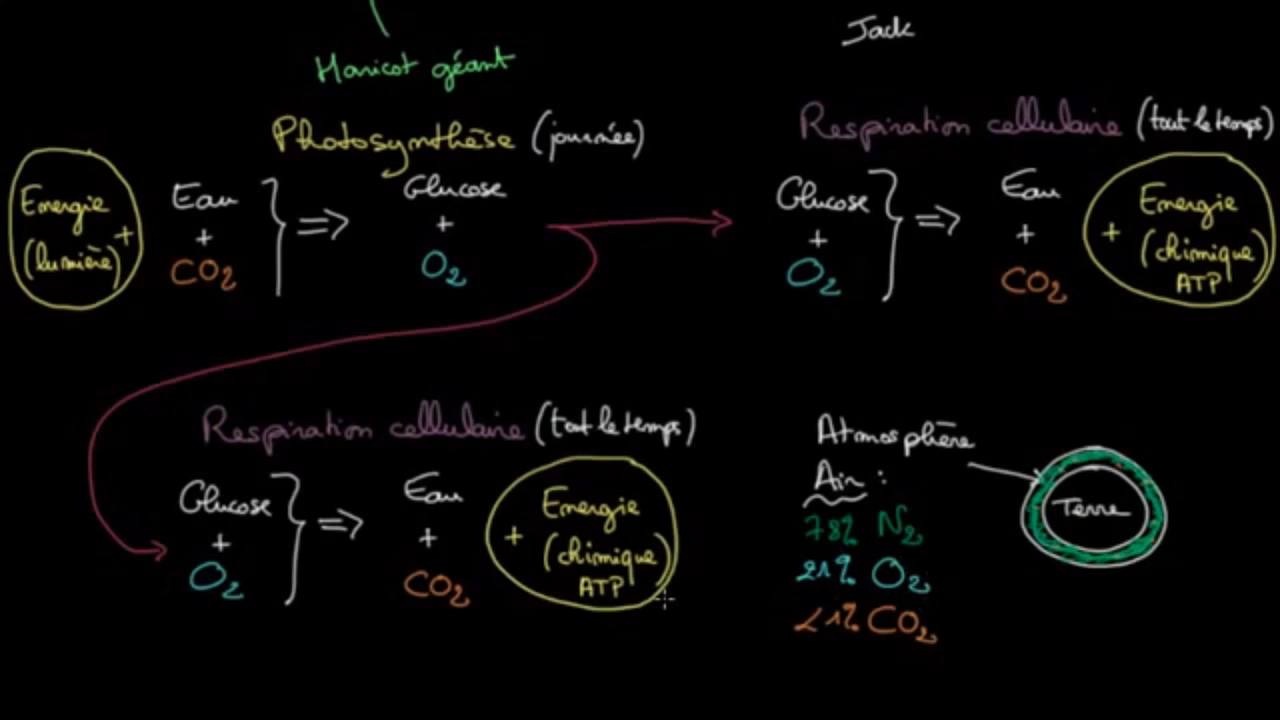 Haricot géant
Jack
Photosynthèse (journée)
Energie
(lumière)
+
Eau
+
CO2
} ⇒
Glucose
+
O2
Respiration cellulaire (tout le temps)
Glucose
+
O2
} ⇒
Eau
+
CO2
+ Energie
(chimique)
ATP
Respiration cellulaire (tout le temps)
Glucose
+
O2
} ⇒
Eau
+
CO2
+ Energie
(chimique)
ATP
Atmosphère
Air :
78% N2
21% O2
<1% CO2
Terre